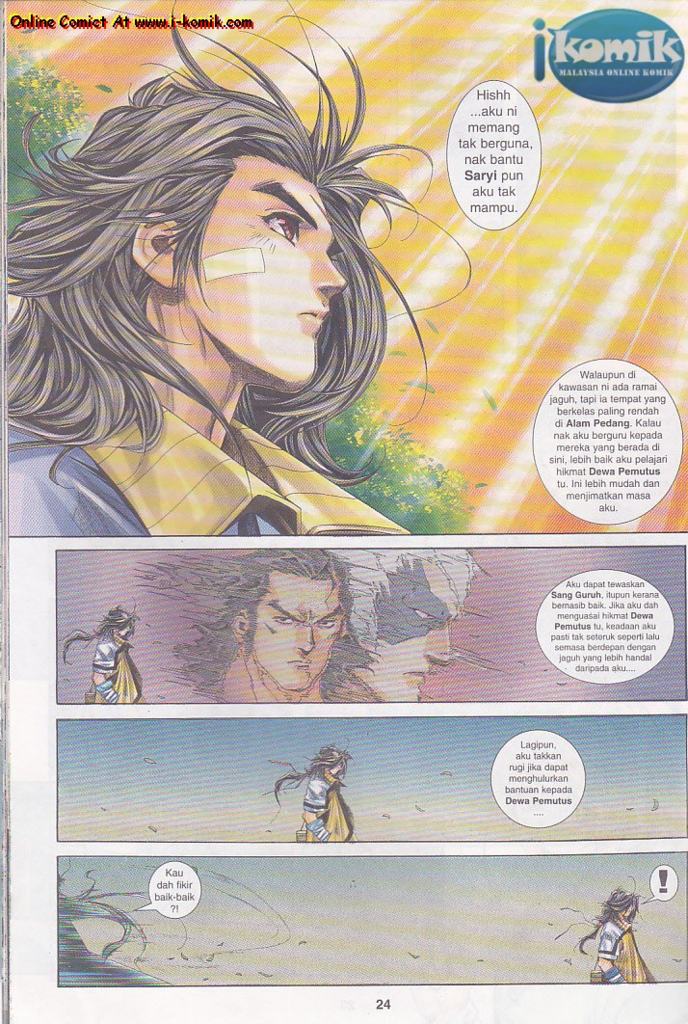 Online Comict At www.i-komik.com
ikomik
MALAYSIA ONLINE KOMIK
Hishh
...aku ni
memang
tak berguna,
nak bantu
Saryi pun
aku tak
mampu.
Walaupun di
kawasan ni ada ramai
jaguh, tapi ia tempat yang
berkelas paling rendah
di Alam Pedang. Kalau
nak aku berguru kepada
mereka yang berada di
sini, lebih baik aku pelajari
hikmat Dewa Pemutus
tu. Ini lebih mudah dan
menjimatkan masa
aku.
Aku dapat tewaskan
Sang Guruh, itupun kerana
bernasib baik. Jika aku dah
menguasai hikmat Dewa
Pemutus tu, keadaan aku
pasti tak seteruk seperti lalu
semasa berdepan dengan
jaguh yang lebih handal
daripada aku....
Lagipun,
aku takkan
rugi jika dapat
menghulurkan
bantuan kepada
Dewa Pemutus
....
Kau
dah fikir
baik-baik
?!
!
24